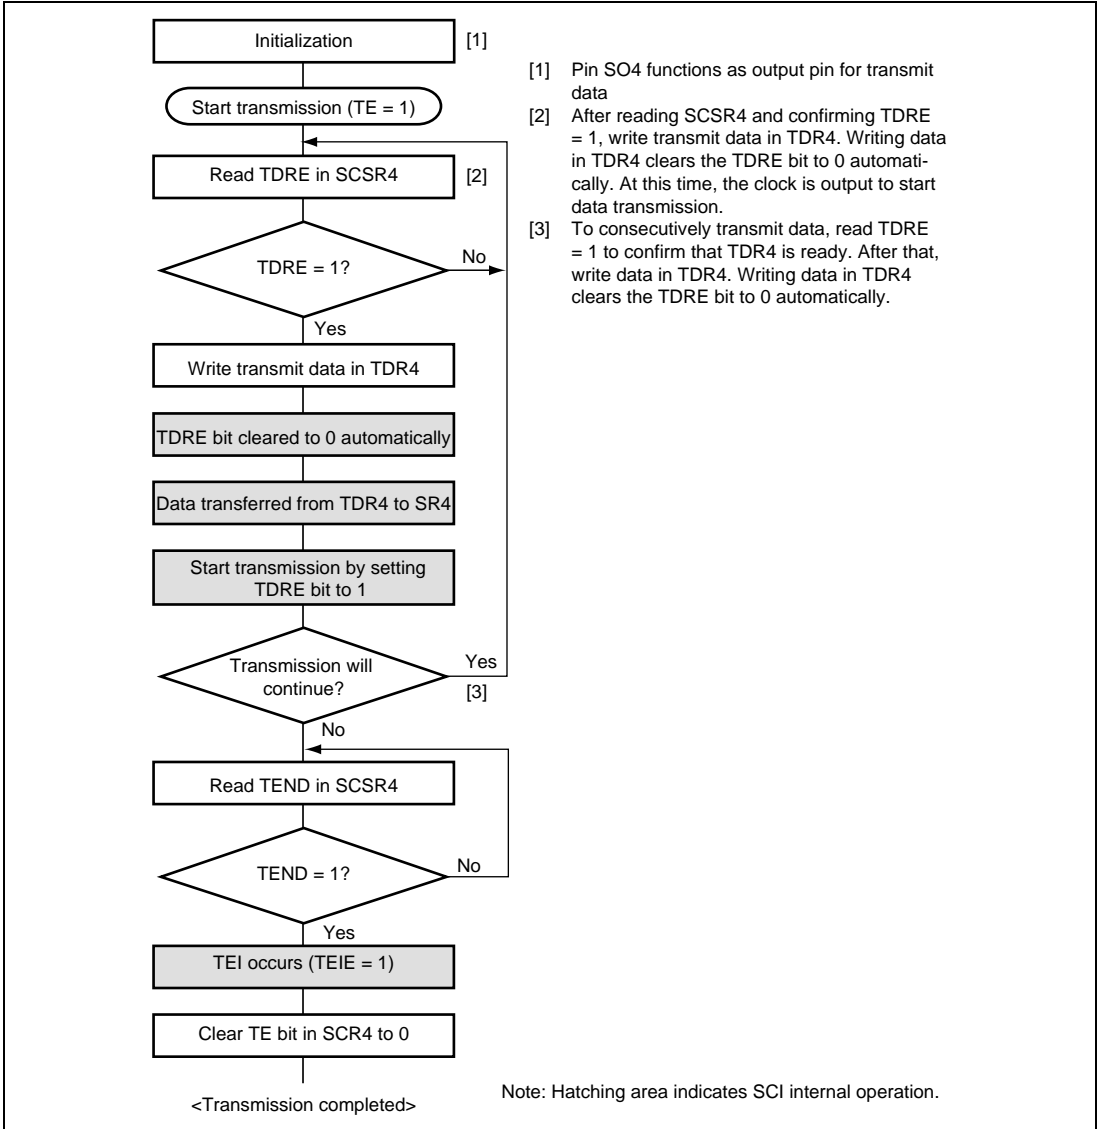 Initialization
[1]
Start transmission (TE = 1)
Read TDRE in SCSR4
[2]
TDRE = 1?
No
Yes
Write transmit data in TDR4
TDRE bit cleared to 0 automatically
Data transferred from TDR4 to SR4
Start transmission by setting
TDRE bit to 1
Transmission will
continue?
Yes
[3]
No
Read TEND in SCSR4
TEND = 1?
No
Yes
TEI occurs (TEIE = 1)
Clear TE bit in SCR4 to 0
<Transmission completed>
[1] Pin SO4 functions as output pin for transmit
data
[2] After reading SCSR4 and confirming TDRE
= 1, write transmit data in TDR4. Writing data
in TDR4 clears the TDRE bit to 0 automati-
cally. At this time, the clock is output to start
data transmission.
[3] To consecutively transmit data, read TDRE
= 1 to confirm that TDR4 is ready. After that,
write data in TDR4. Writing data in TDR4
clears the TDRE bit to 0 automatically.
Note: Hatching area indicates SCI internal operation.